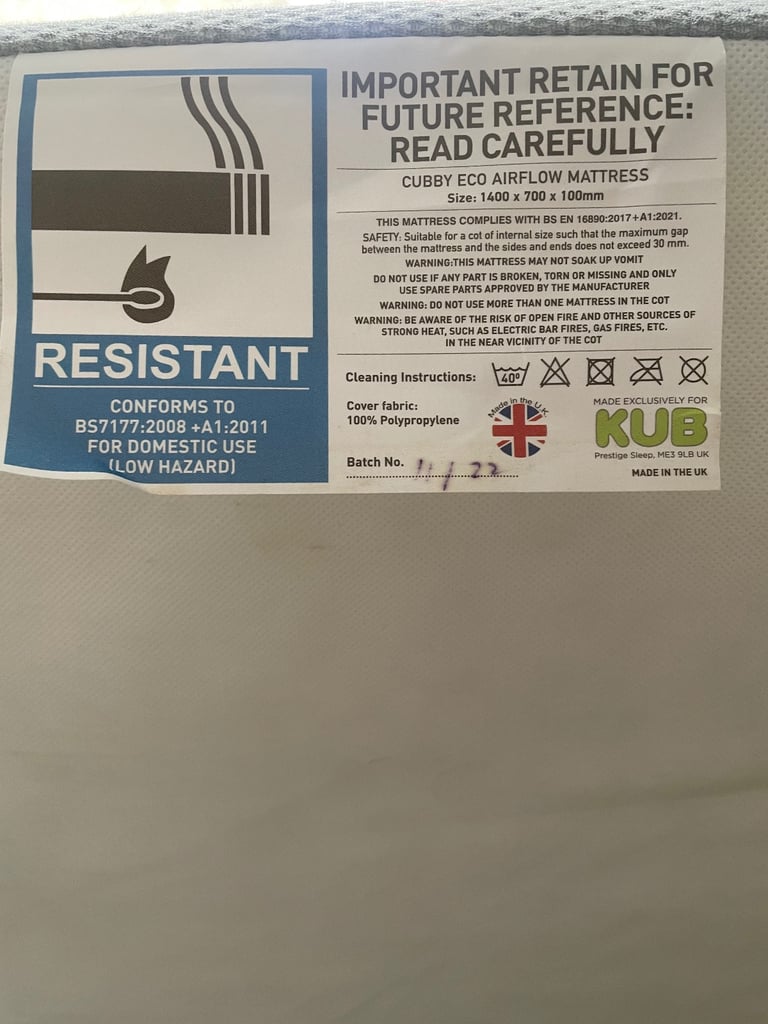 RESISTANT
CONFORMS TO
BS7177:2008 +A1:2011
FOR DOMESTIC USE
(LOW HAZARD)
IMPORTANT RETAIN FOR
FUTURE REFERENCE:
READ CAREFULLY
CUBBY ECO AIRFLOW MATTRESS
Size: 1400 x 700 x 100mm
THIS MATTRESS COMPLIES WITH BS EN 16890:2017+A1:2021.
SAFETY: Suitable for a cot of internal size such that the maximum gap
between the mattress and the sides and ends does not exceed 30 mm.
WARNING:THIS MATTRESS MAY NOT SOAK UP VOMIT
DO NOT USE IF ANY PART IS BROKEN, TORN OR MISSING AND ONLY
USE SPARE PARTS APPROVED BY THE MANUFACTURER
WARNING: DO NOT USE MORE THAN ONE MATTRESS IN THE COT
WARNING: BE AWARE OF THE RISK OF OPEN FIRE AND OTHER SOURCES OF
STRONG HEAT, SUCH AS ELECTRIC BAR FIRES, GAS FIRES, ETC.
IN THE NEAR VICINITY OF THE COT
Cleaning Instructions: 40°
Cover fabric:
100% Polypropylene
Made in the U K
MADE EXCLUSIVELY FOR
KUB
Prestige Sleep, ME3 9LB UK
Batch No. 11/22
MADE IN THE UK